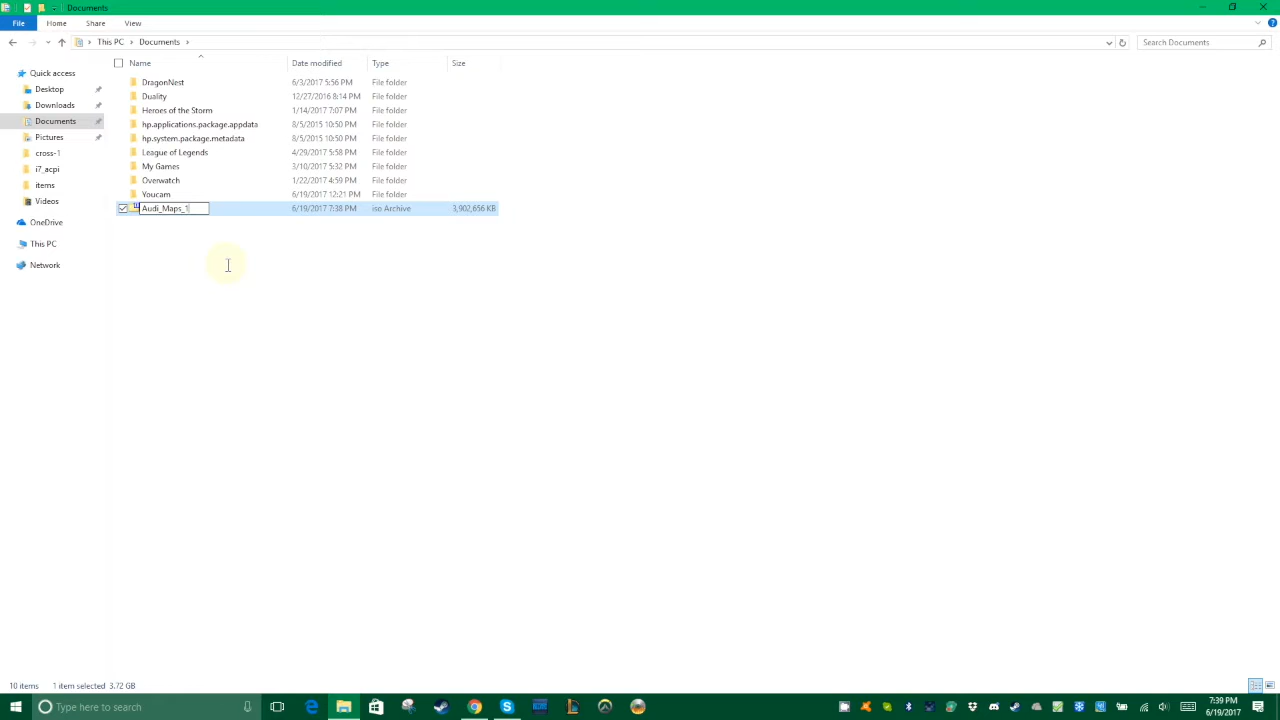 Documents
File Home Share View
This PC > Documents >
Search Documents
Name Date modified Type Size
Quick access
Desktop
Downloads
Documents
Pictures
cross-1
i7_acpi
items
Videos
OneDrive
This PC
Network
DragonNest 6/3/2017 5:56 PM File folder
Duality 12/27/2016 8:14 PM File folder
Heroes of the Storm 1/14/2017 7:07 PM File folder
hp.applications.package.appdata 8/5/2015 10:50 PM File folder
hp.system.package.metadata 8/5/2015 10:50 PM File folder
League of Legends 4/29/2017 5:58 PM File folder
My Games 3/10/2017 5:32 PM File folder
Overwatch 1/22/2017 4:59 PM File folder
Youcam 6/19/2017 12:21 PM File folder
Audi_Maps_1 6/19/2017 7:38 PM iso Archive 3,902,656 KB
10 items 1 item selected 3.72 GB
Type here to search
7:39 PM
6/19/2017